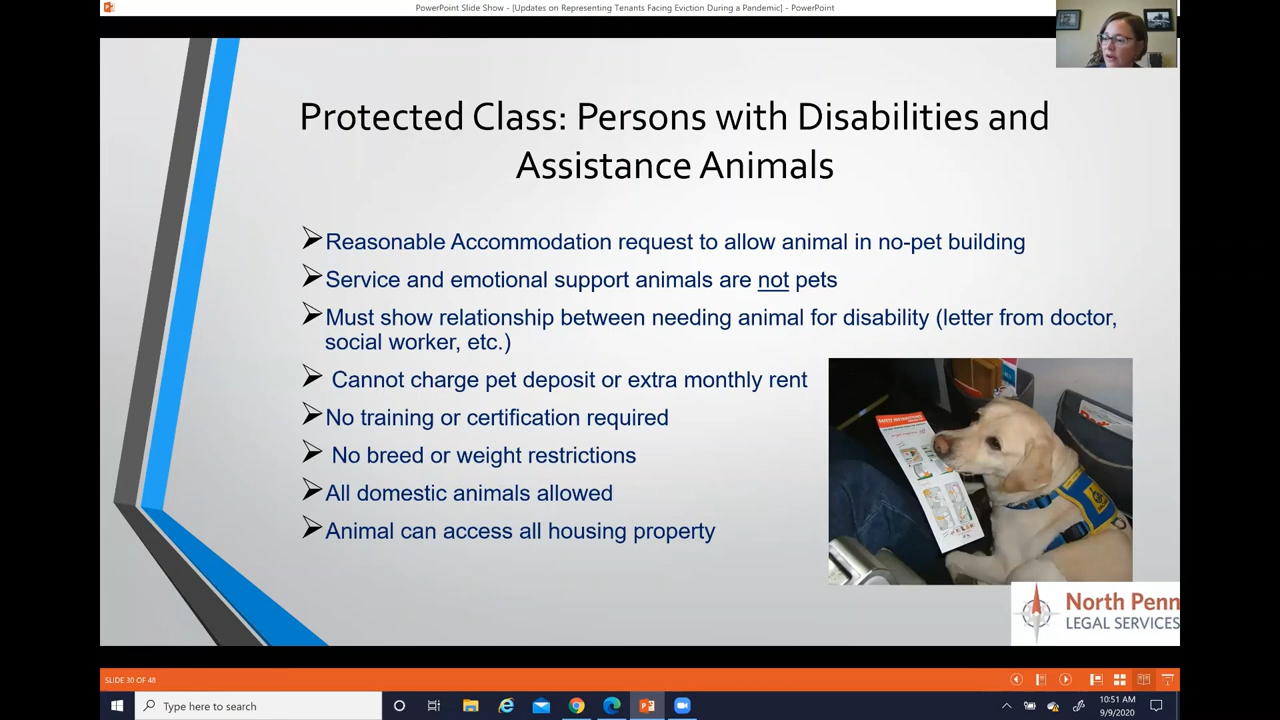 PowerPoint Slide Show - [Updates on Representing Tenants Facing Eviction During a Pandemic] - PowerPoint
Protected Class: Persons with Disabilities and
Assistance Animals
Reasonable Accommodation request to allow animal in no-pet building
Service and emotional support animals are not pets
Must show relationship between needing animal for disability (letter from doctor,
social worker, etc.)
Cannot charge pet deposit or extra monthly rent
No training or certification required
No breed or weight restrictions
All domestic animals allowed
Animal can access all housing property
SAFETY INSTRUCTIONS
North Penn
LEGAL SERVICES
SLIDE 30 OF 48
Type here to search
10:51 AM
9/9/2020